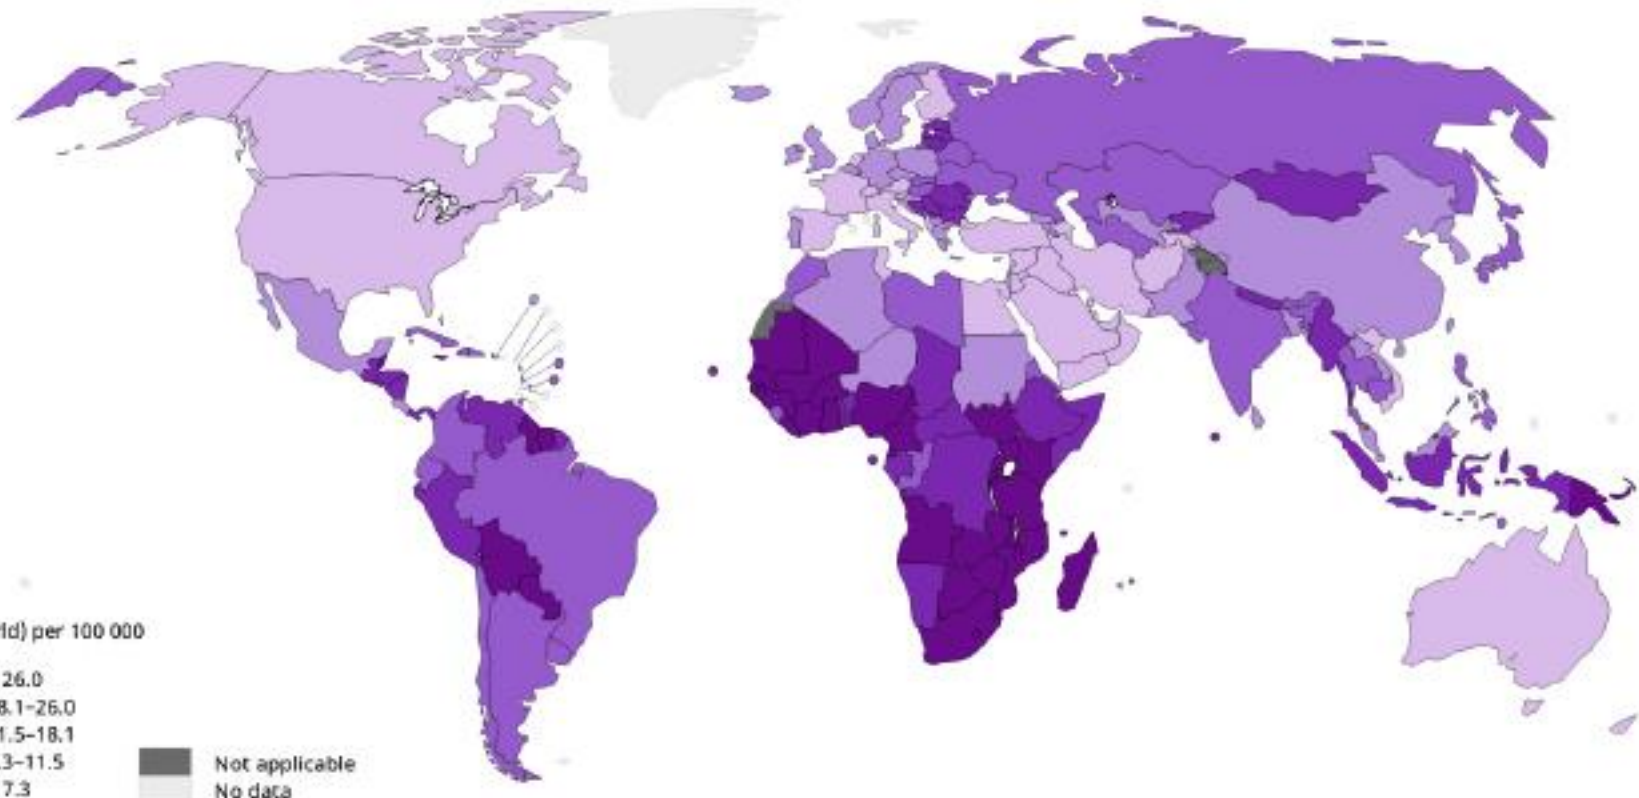 per 100 000
26.0
8.1–26.0
1.5–18.1
.3–11.5
7.3
Not applicable
No data